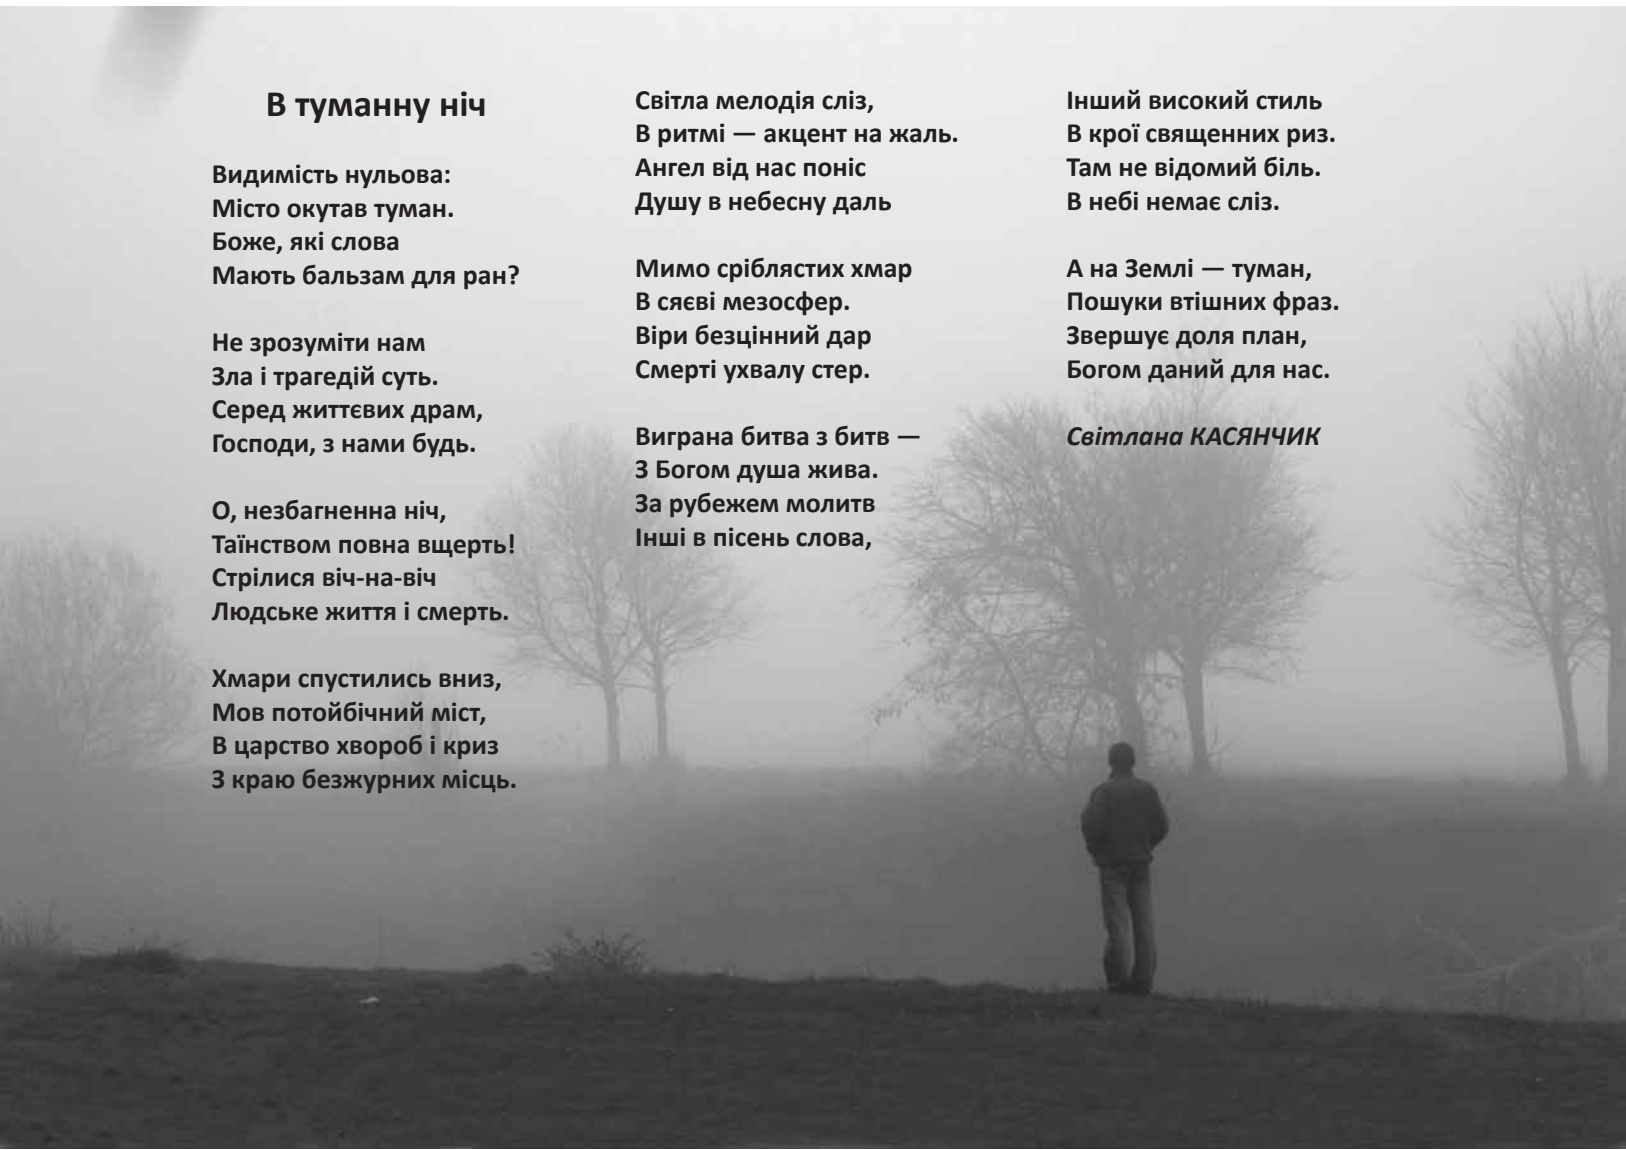 В туманну ніч
Видимість нульова:
Місто окутав туман.
Боже, які слова
Мають бальзам для ран?
Не зрозуміти нам
Зла і трагедій суть.
Серед життєвих драм,
Господи, з нами будь.
О, незбагненна ніч,
Таїнством повна вщерть!
Стрілися віч-на-віч
Людське життя і смерть.
Хмари спустились вниз,
Мов потойбічний міст,
В царство хвороб і криз
З краю безжурних місць.
Світла мелодія сліз,
В ритмі — акцент на жаль.
Ангел від нас поніс
Душу в небесну даль
Мимо сріблястих хмар
В сяєві мезосфер.
Віри безцінний дар
Смерті ухвалу стер.
Виграна битва з битв —
З Богом душа жива.
За рубежем молитв
Інші в пісень слова,
Інший високий стиль
В крої священних риз.
Там не відомий біль.
В небі немає сліз.
А на Землі — туман,
Пошуки втішних фраз.
Звершує доля план,
Богом даний для нас.
Світлана КАСЯНЧИК